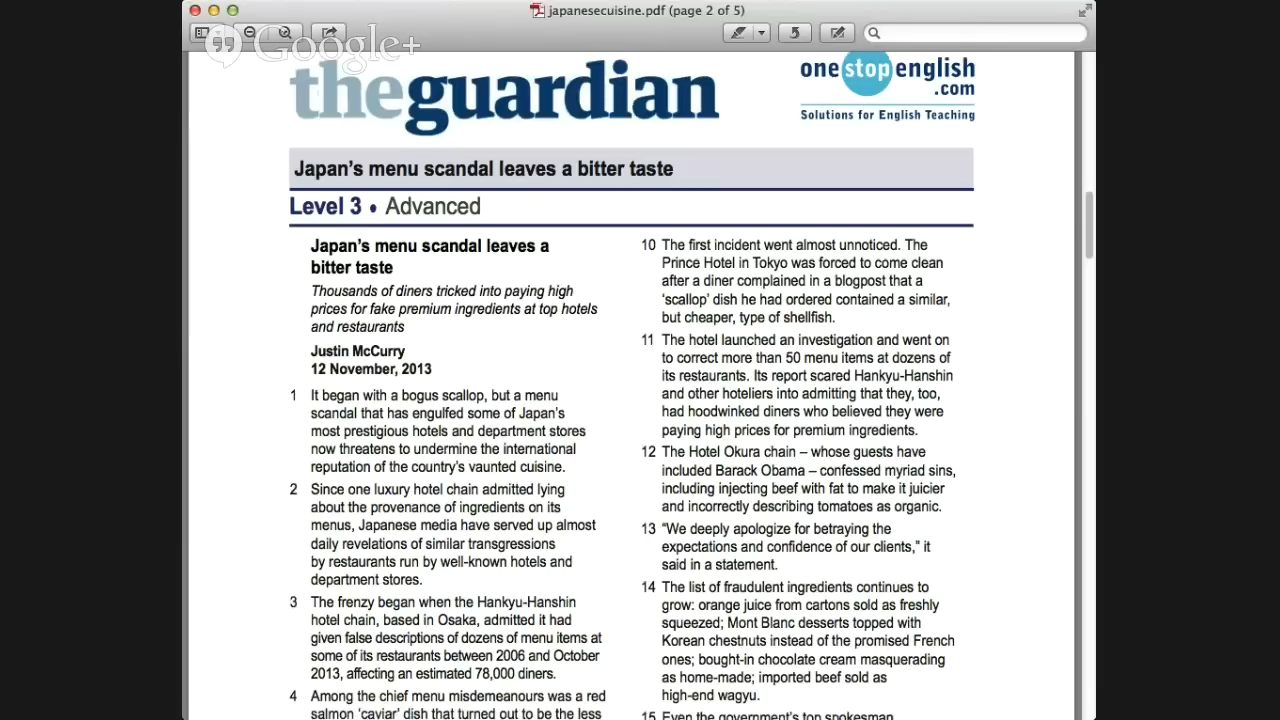 japanesecuisine.pdf (page 2 of 5)
Google+
theguardian
onestopenglish
.com
Solutions for English Teaching
Japan's menu scandal leaves a bitter taste
Level 3 • Advanced
Japan's menu scandal leaves a
bitter taste
Thousands of diners tricked into paying high
prices for fake premium ingredients at top hotels
and restaurants
Justin McCurry
12 November, 2013
1 It began with a bogus scallop, but a menu
scandal that has engulfed some of Japan's
most prestigious hotels and department stores
now threatens to undermine the international
reputation of the country's vaunted cuisine.
2 Since one luxury hotel chain admitted lying
about the provenance of ingredients on its
menus, Japanese media have served up almost
daily revelations of similar transgressions
by restaurants run by well-known hotels and
department stores.
3 The frenzy began when the Hankyu-Hanshin
hotel chain, based in Osaka, admitted it had
given false descriptions of dozens of menu items at
some of its restaurants between 2006 and October
2013, affecting an estimated 78,000 diners.
4 Among the chief menu misdemeanours was a red
salmon 'caviar' dish that turned out to be the less
10 The first incident went almost unnoticed. The
Prince Hotel in Tokyo was forced to come clean
after a diner complained in a blogpost that a
'scallop' dish he had ordered contained a similar,
but cheaper, type of shellfish.
11 The hotel launched an investigation and went on
to correct more than 50 menu items at dozens of
its restaurants. Its report scared Hankyu-Hanshin
and other hoteliers into admitting that they, too,
had hoodwinked diners who believed they were
paying high prices for premium ingredients.
12 The Hotel Okura chain – whose guests have
included Barack Obama – confessed myriad sins,
including injecting beef with fat to make it juicier
and incorrectly describing tomatoes as organic.
13 “We deeply apologize for betraying the
expectations and confidence of our clients,” it
said in a statement.
14 The list of fraudulent ingredients continues to
grow: orange juice from cartons sold as freshly
squeezed; Mont Blanc desserts topped with
Korean chestnuts instead of the promised French
ones; bought-in chocolate cream masquerading
as home-made; imported beef sold as
high-end wagyu.
15 Even the government's top spokesman